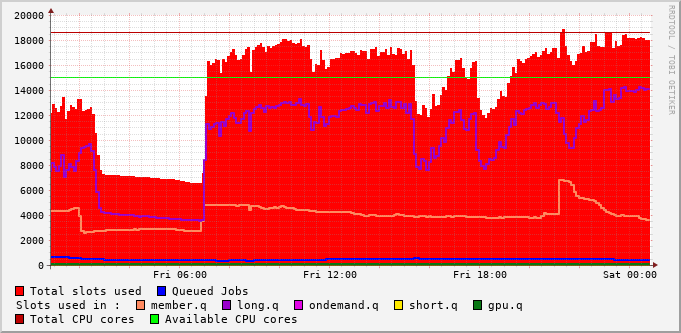 20000
18000
16000
14000
12000
10000
8000
6000
4000
2000
0
Fri 06:00 Fri 12:00 Fri 18:00 Sat 00:00
RRDTOOL / TOBI OETIKER
Total slots used Queued Jobs
Slots used in : member.q long.q ondemand.q short.q gpu.q
Total CPU cores Available CPU cores